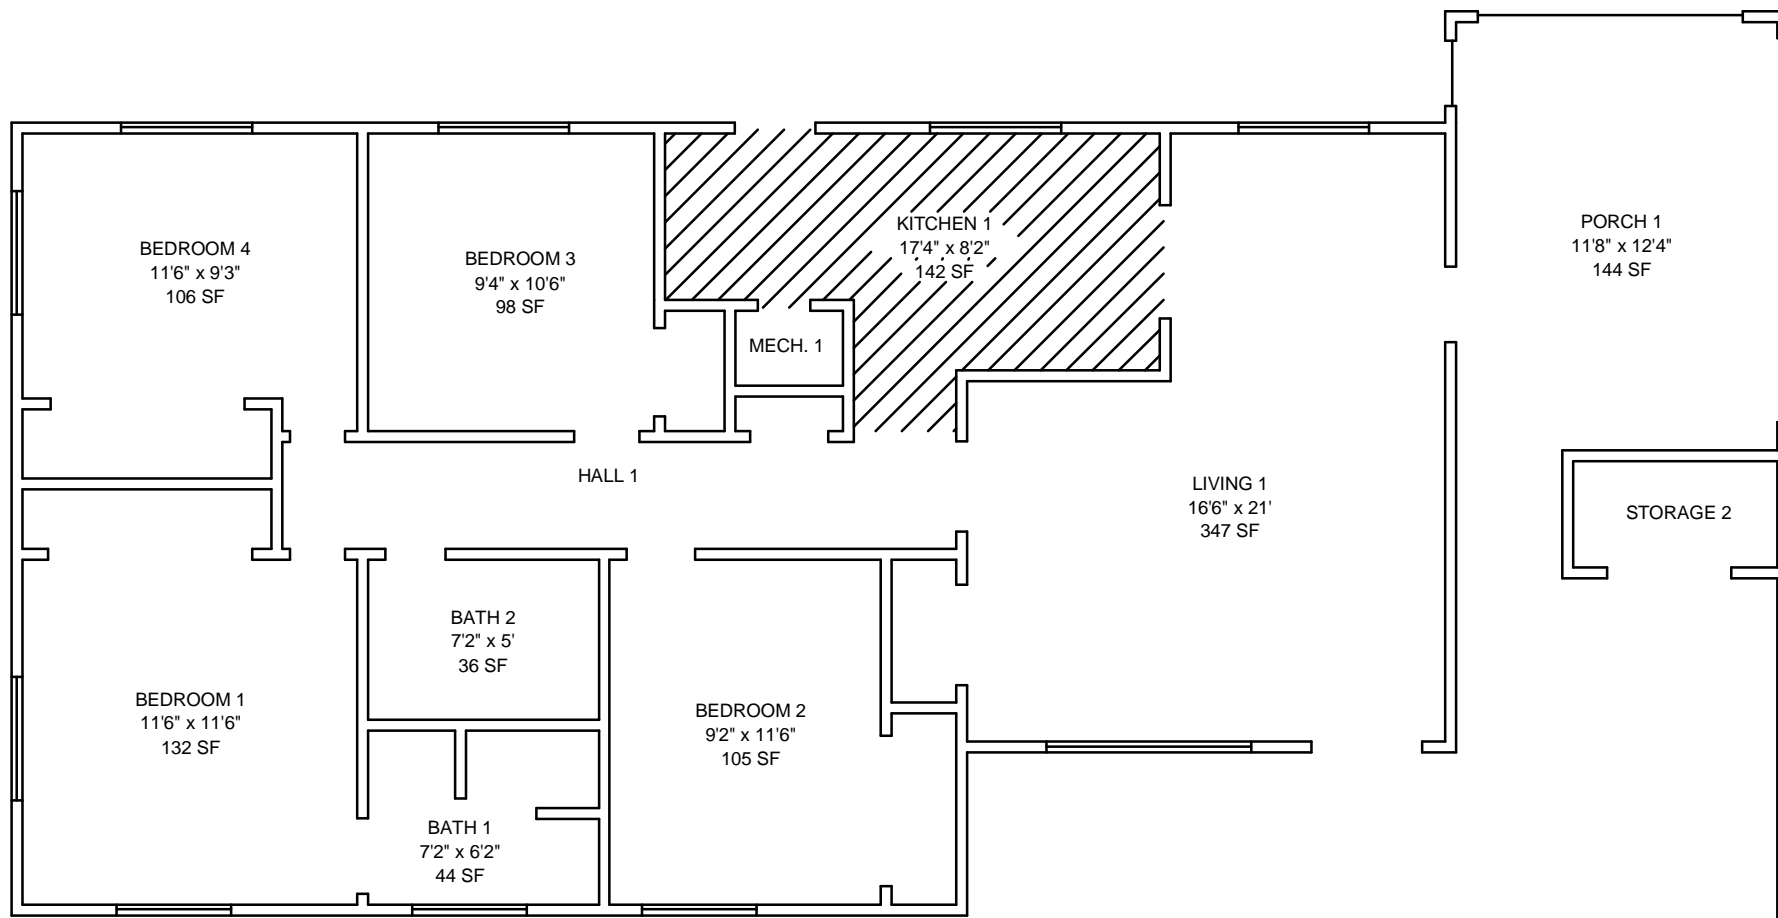 BEDROOM 4
11'6" x 9'3"
106 SF
BEDROOM 3
9'4" x 10'6"
98 SF
KITCHEN 1
17'4" x 8'2"
142 SF
PORCH 1
11'8" x 12'4"
144 SF
MECH. 1
HALL 1
LIVING 1
16'6" x 21'
347 SF
STORAGE 2
BATH 2
7'2" x 5'
36 SF
BEDROOM 1
11'6" x 11'6"
132 SF
BEDROOM 2
9'2" x 11'6"
105 SF
BATH 1
7'2" x 6'2"
44 SF